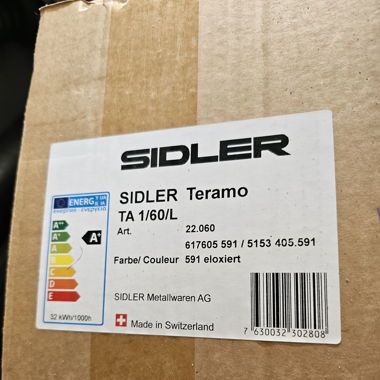 SIDLER
SIDLER Teramo
TA 1/60/L
Art. 22.060
617605 591 / 5153 405.591
Farbe/ Couleur 591 eloxiert
SIDLER Metallwaren AG
Made in Switzerland
7 630032 302808
ENERG
A++
A+
A
B
C
D
E
A+
32 kWh/1000h